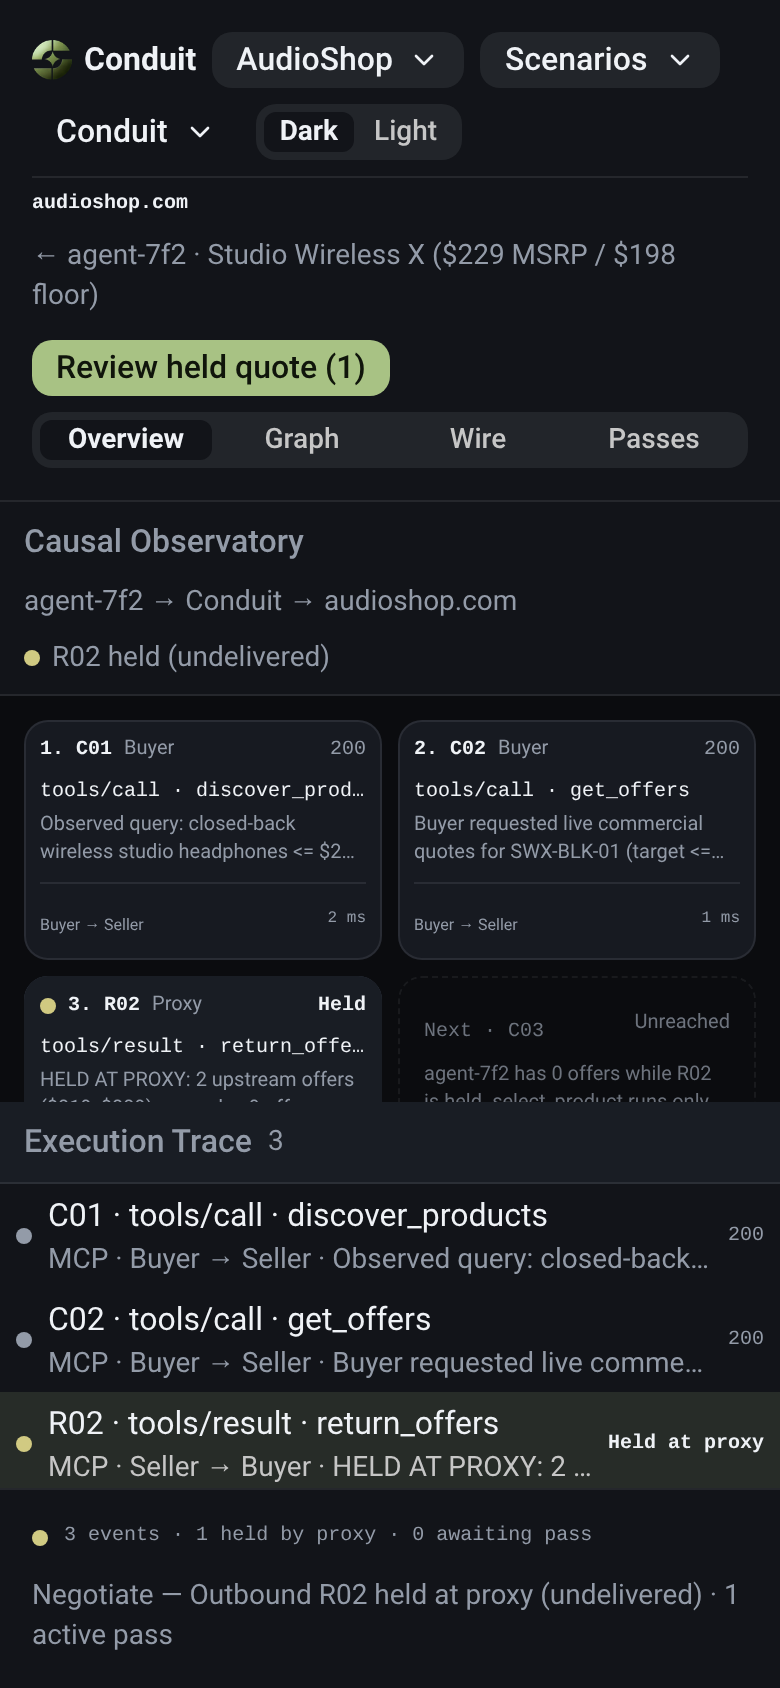 Conduit AudioShop Scenarios
Conduit Dark Light
audioshop.com
← agent-7f2 · Studio Wireless X ($229 MSRP / $198
floor)
Review held quote (1)
Overview Graph Wire Passes
Causal Observatory
agent-7f2 → Conduit → audioshop.com
R02 held (undelivered)
1. C01 Buyer 200
tools/call · discover_prod…
Observed query: closed-back
wireless studio headphones <= $2…
Buyer → Seller 2 ms
2. C02 Buyer 200
tools/call · get_offers
Buyer requested live commercial
quotes for SWX-BLK-01 (target <=…
Buyer → Seller 1 ms
3. R02 Proxy Held
tools/result · return_offe…
HELD AT PROXY: 2 upstream offers
Next · C03 Unreached
agent-7f2 has 0 offers while R02
is held. select_product runs only
Execution Trace 3
C01 · tools/call · discover_products
MCP · Buyer → Seller · Observed query: closed-back…
200
C02 · tools/call · get_offers
MCP · Buyer → Seller · Buyer requested live comme…
200
R02 · tools/result · return_offers
MCP · Seller → Buyer · HELD AT PROXY: 2 …
Held at proxy
3 events · 1 held by proxy · 0 awaiting pass
Negotiate — Outbound R02 held at proxy (undelivered) · 1
active pass